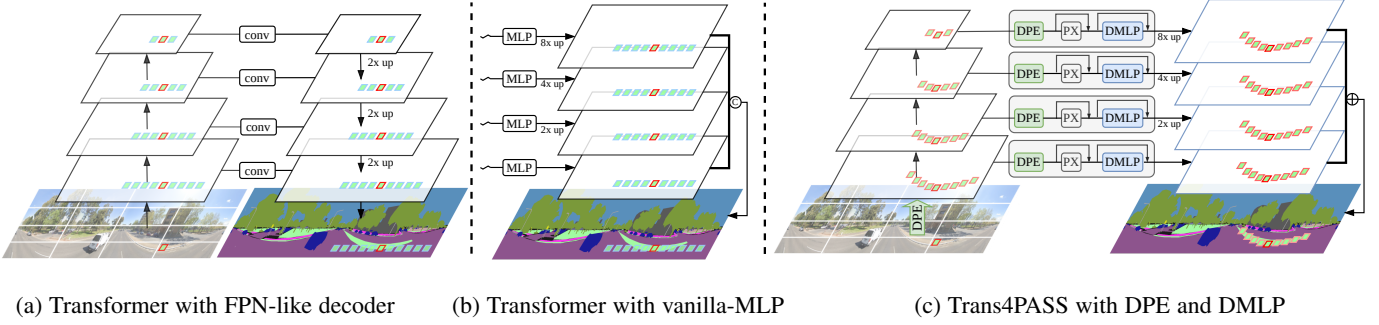 conv
2x up
conv
2x up
conv
2x up
conv
MLP
8x up
MLP
4x up
MLP
2x up
MLP
C
DPE
PX
DMLP
8x up
DPE
PX
DMLP
4x up
DPE
PX
DMLP
2x up
DPE
PX
DMLP
DPE
(a) Transformer with FPN-like decoder
(b) Transformer with vanilla-MLP
(c) Trans4PASS with DPE and DMLP